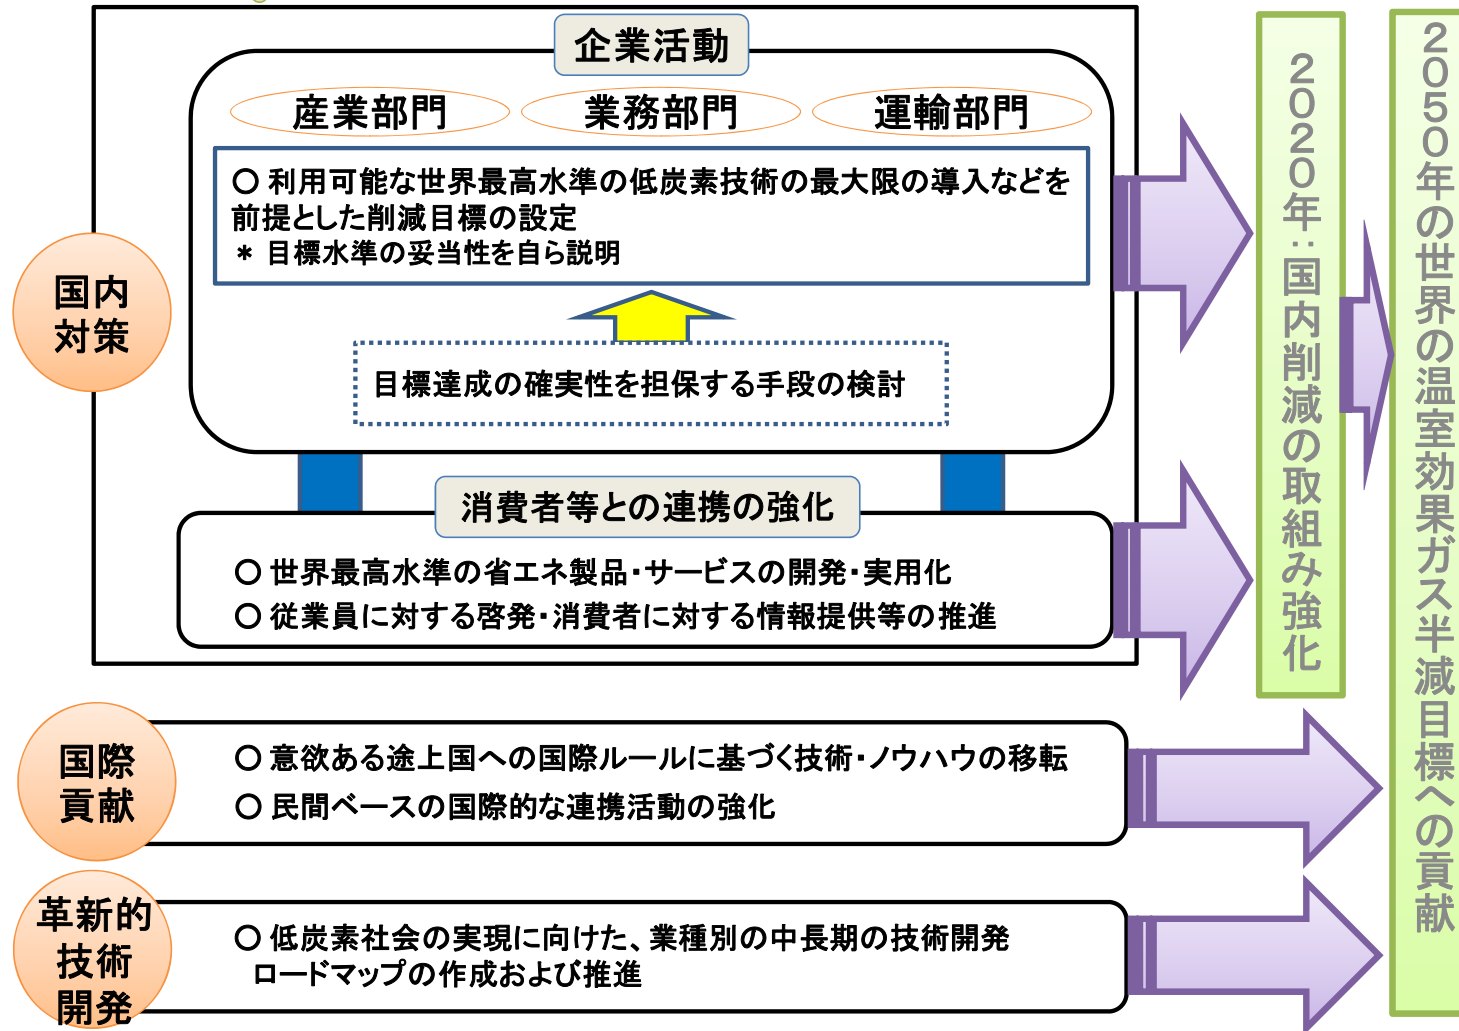 企業活動
産業部門
業務部門
運輸部門
○ 利用可能な世界最高水準の低炭素技術の最大限の導入などを
前提とした削減目標の設定
* 目標水準の妥当性を自ら説明
目標達成の確実性を担保する手段の検討
国内
対策
消費者等との連携の強化
○ 世界最高水準の省エネ製品・サービスの開発・実用化
○ 従業員に対する啓発・消費者に対する情報提供等の推進
国際
貢献
○ 意欲ある途上国への国際ルールに基づく技術・ノウハウの移転
○ 民間ベースの国際的な連携活動の強化
革新的
技術
開発
○ 低炭素社会の実現に向けた、業種別の中長期の技術開発
ロードマップの作成および推進
2020年：国内削減の取組み強化
2050年の世界の温室効果ガス半減目標への貢献